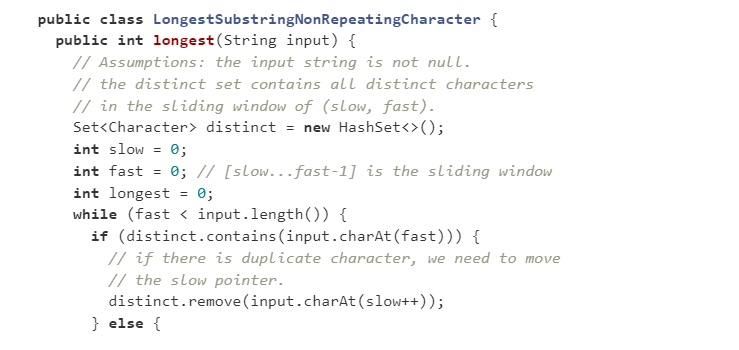 public class LongestSubstringNonRepeatingCharacter {
  public int longest(String input) {
    // Assumptions: the input string is not null.
    // the distinct set contains all distinct characters
    // in the sliding window of (slow, fast).
    Set<Character> distinct = new HashSet<>();
    int slow = 0;
    int fast = 0; // [slow...fast-1] is the sliding window
    int longest = 0;
    while (fast < input.length()) {
      if (distinct.contains(input.charAt(fast))) {
        // if there is duplicate character, we need to move
        // the slow pointer.
        distinct.remove(input.charAt(slow++));
      } else {